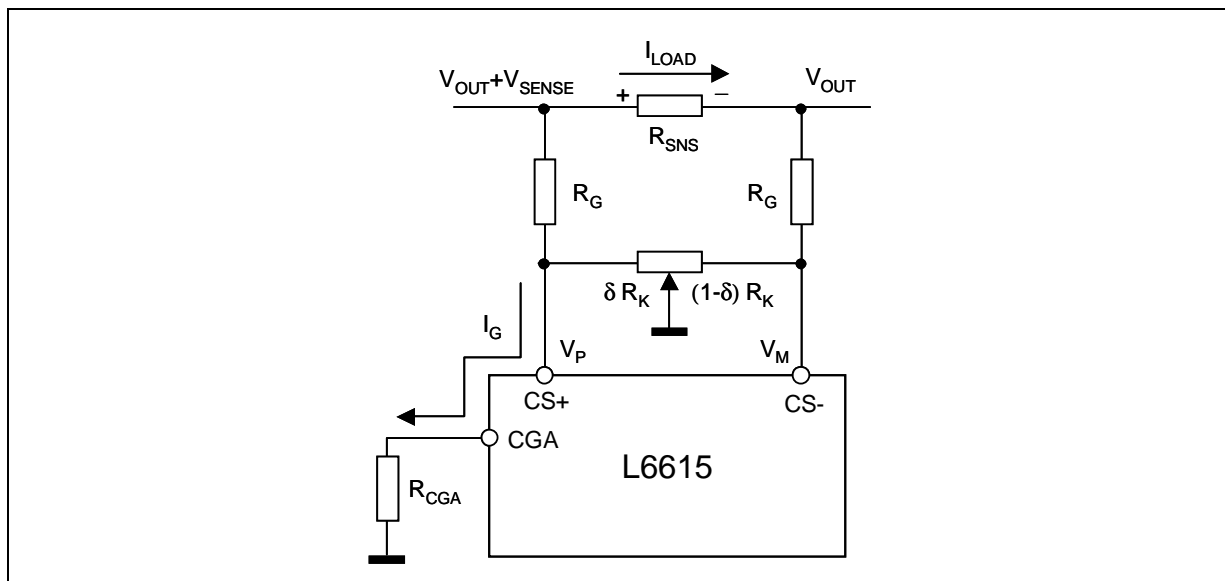 I_LOAD
V_OUT+V_SENSE
V_OUT
+
–
R_SNS
R_G
R_G
δ R_K
(1-δ) R_K
I_G
V_P
V_M
CS+
CS-
CGA
L6615
R_CGA